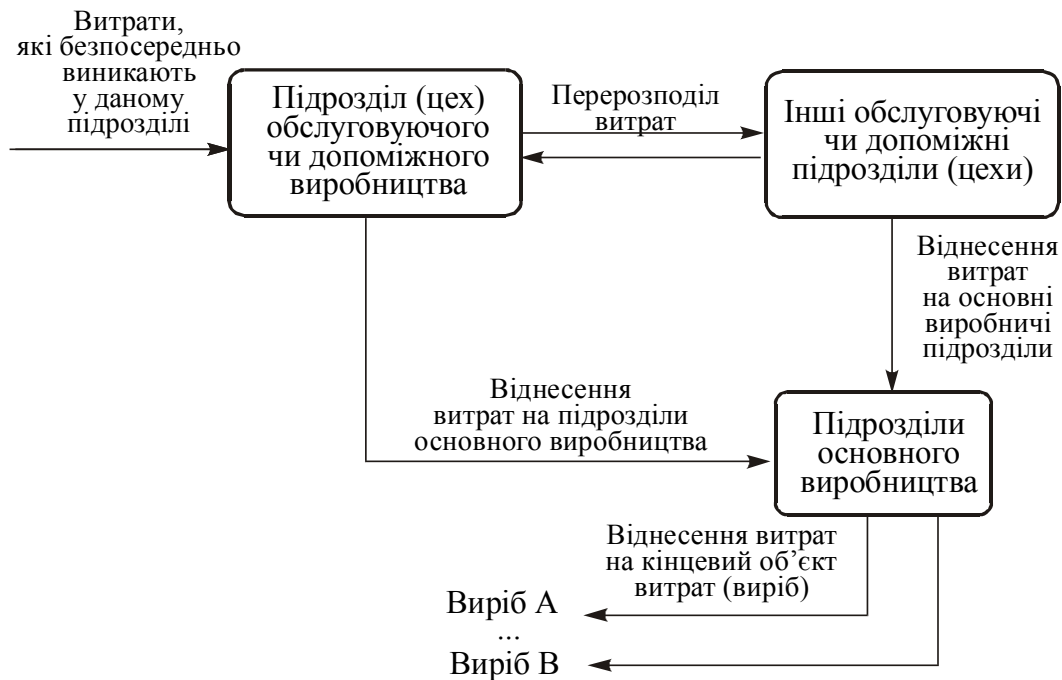 Витрати,
які безпосередньо
виникають
у даному
підрозділі
Підрозділ (цех)
обслуговуючого
чи допоміжного
виробництва
Перерозподіл
витрат
Інші обслуговуючі
чи допоміжні
підрозділи (цехи)
Віднесення
витрат
на основні
виробничі
підрозділи
Віднесення
витрат на підрозділи
основного виробництва
Підрозділи
основного
виробництва
Віднесення витрат
на кінцевий об’єкт
витрат (виріб)
Виріб А
...
Виріб В